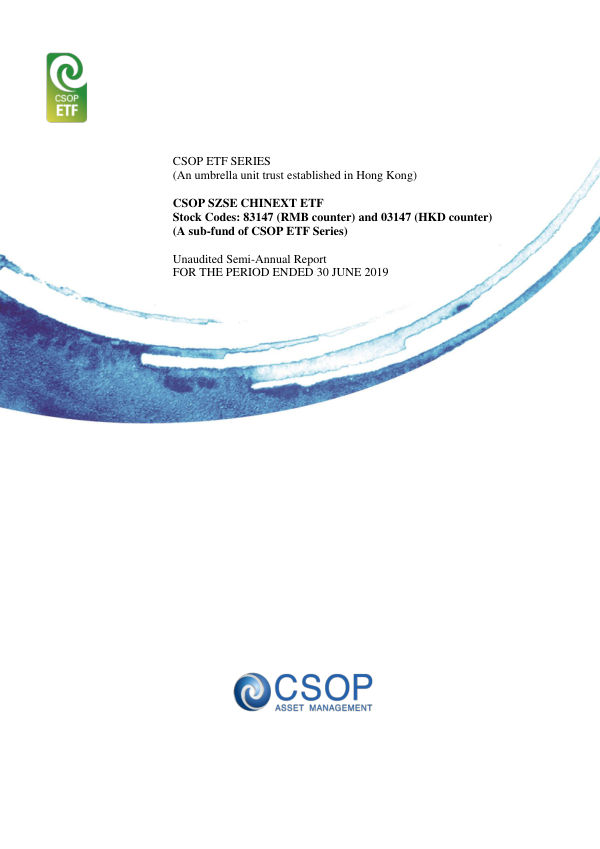 CSOP
ETF
CSOP ETF SERIES
(An umbrella unit trust established in Hong Kong)
CSOP SZSE CHINEXT ETF
Stock Codes: 83147 (RMB counter) and 03147 (HKD counter)
(A sub-fund of CSOP ETF Series)
Unaudited Semi-Annual Report
FOR THE PERIOD ENDED 30 JUNE 2019
CSOP
ASSET MANAGEMENT